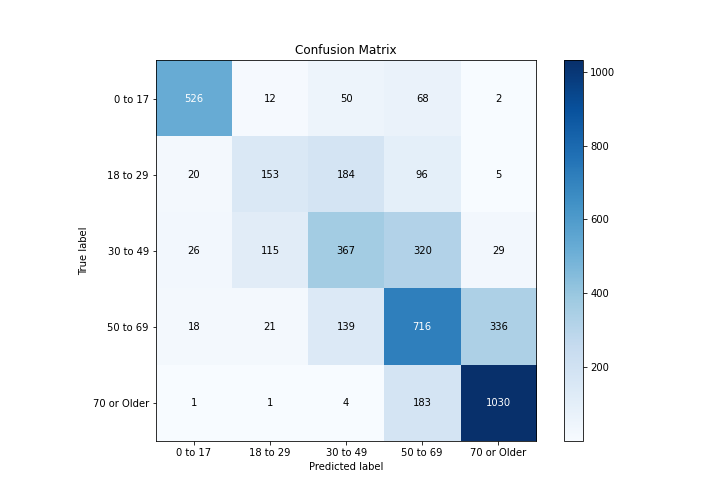 Confusion Matrix
0 to 17 526 12 50 68 2
18 to 29 20 153 184 96 5
30 to 49 26 115 367 320 29
50 to 69 18 21 139 716 336
70 or Older 1 1 4 183 1030
0 to 17 18 to 29 30 to 49 50 to 69 70 or Older
Predicted label
True label
1000
800
600
400
200